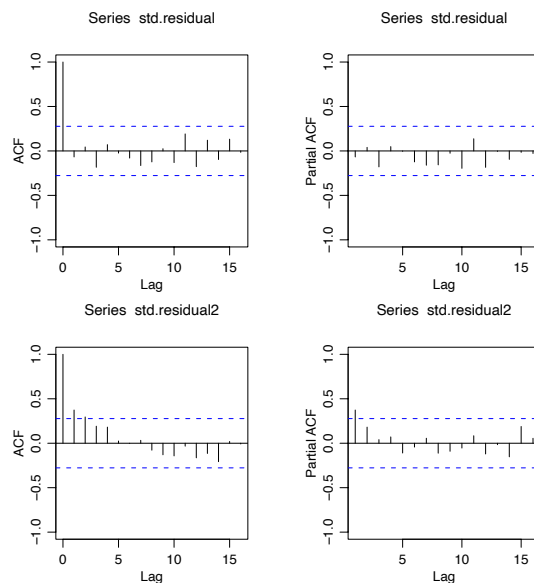 Series std.residual
ACF
1.0
0.5
0.0
−0.5
−1.0
0 5 10 15
Lag
Series std.residual
Partial ACF
1.0
0.5
0.0
−0.5
−1.0
5 10 15
Lag
Series std.residual2
ACF
1.0
0.5
0.0
−0.5
−1.0
0 5 10 15
Lag
Series std.residual2
Partial ACF
1.0
0.5
0.0
−0.5
−1.0
5 10 15
Lag